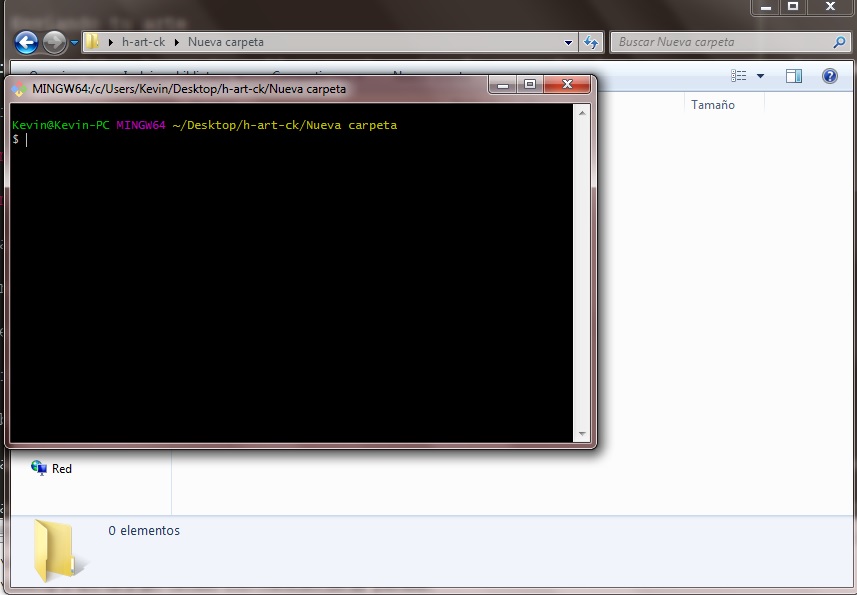 h-art-ck Nueva carpeta
Buscar Nueva carpeta
MINGW64:/c/Users/Kevin/Desktop/h-art-ck/Nueva carpeta
Tamaño
Kevin@Kevin-PC MINGW64 ~/Desktop/h-art-ck/Nueva carpeta
$
Red
0 elementos